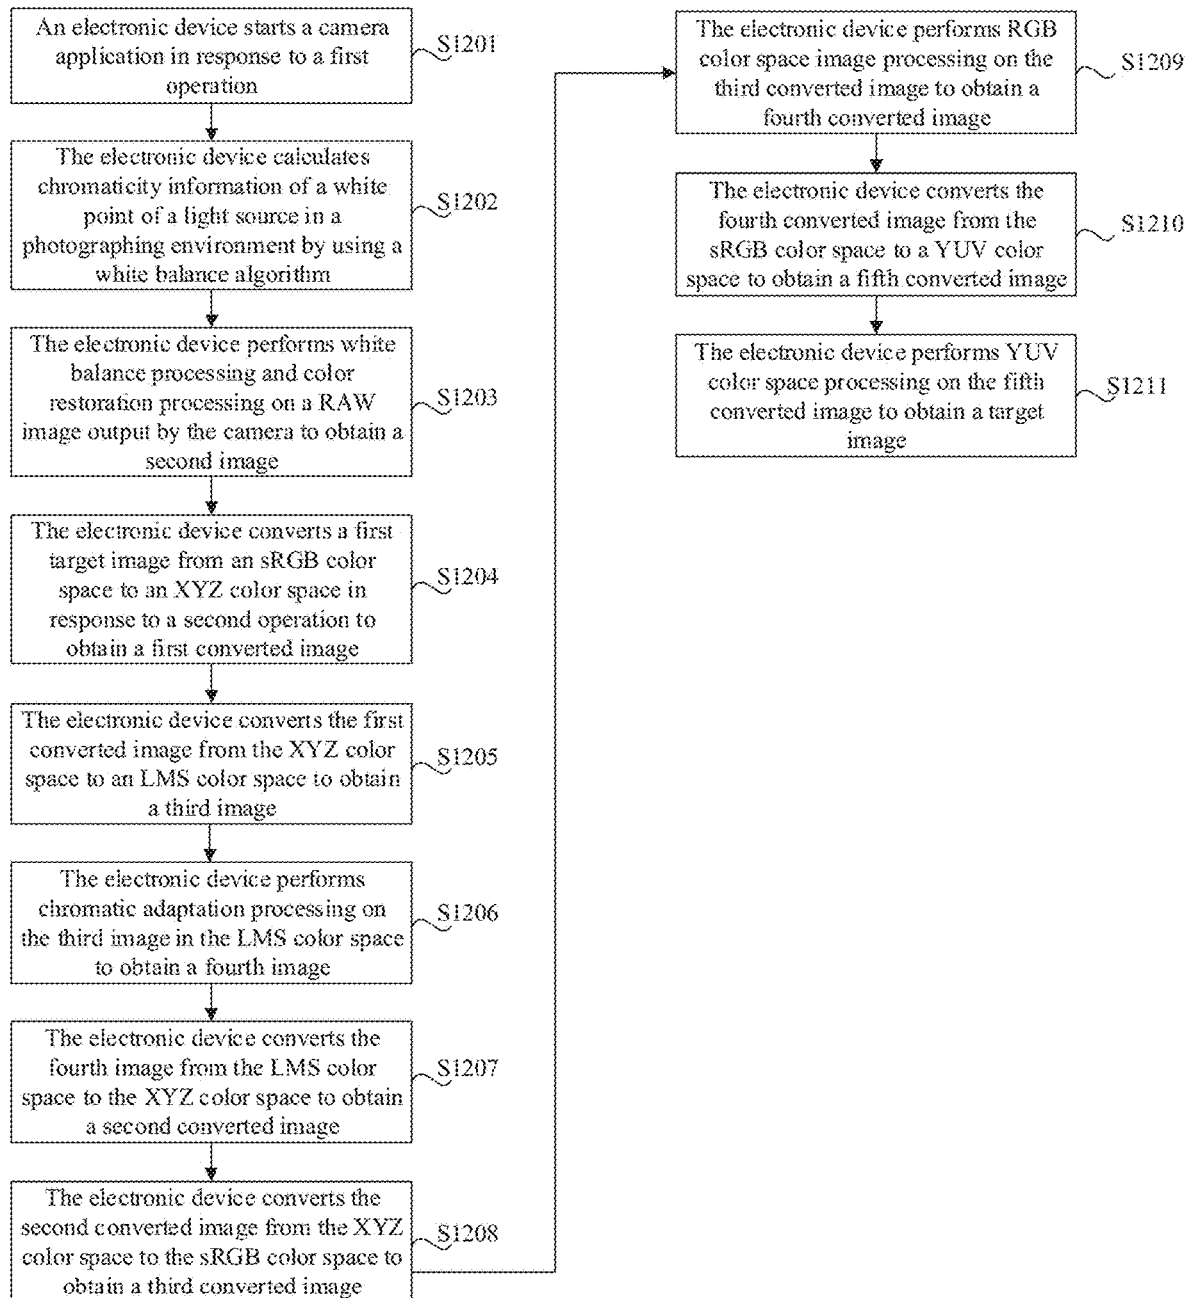 An electronic device starts a camera
application in response to a first
operation
S1201
The electronic device calculates
chromaticity information of a white
point of a light source in a
photographing environment by using a
white balance algorithm
S1202
The electronic device performs white
balance processing and color
restoration processing on a RAW
image output by the camera to obtain a
second image
S1203
The electronic device converts a first
target image from an sRGB color
space to an XYZ color space in
response to a second operation to
obtain a first converted image
S1204
The electronic device converts the first
converted image from the XYZ color
space to an LMS color space to obtain
a third image
S1205
The electronic device performs
chromatic adaptation processing on
the third image in the LMS color space
to obtain a fourth image
S1206
The electronic device converts the
fourth image from the LMS color
space to the XYZ color space to obtain
a second converted image
S1207
The electronic device converts the
second converted image from the XYZ
color space to the sRGB color space to
obtain a third converted image
S1208
The electronic device performs RGB
color space image processing on the
third converted image to obtain a
fourth converted image
S1209
The electronic device converts the
fourth converted image from the
sRGB color space to a YUV color
space to obtain a fifth converted image
S1210
The electronic device performs YUV
color space processing on the fifth
converted image to obtain a target
image
S1211